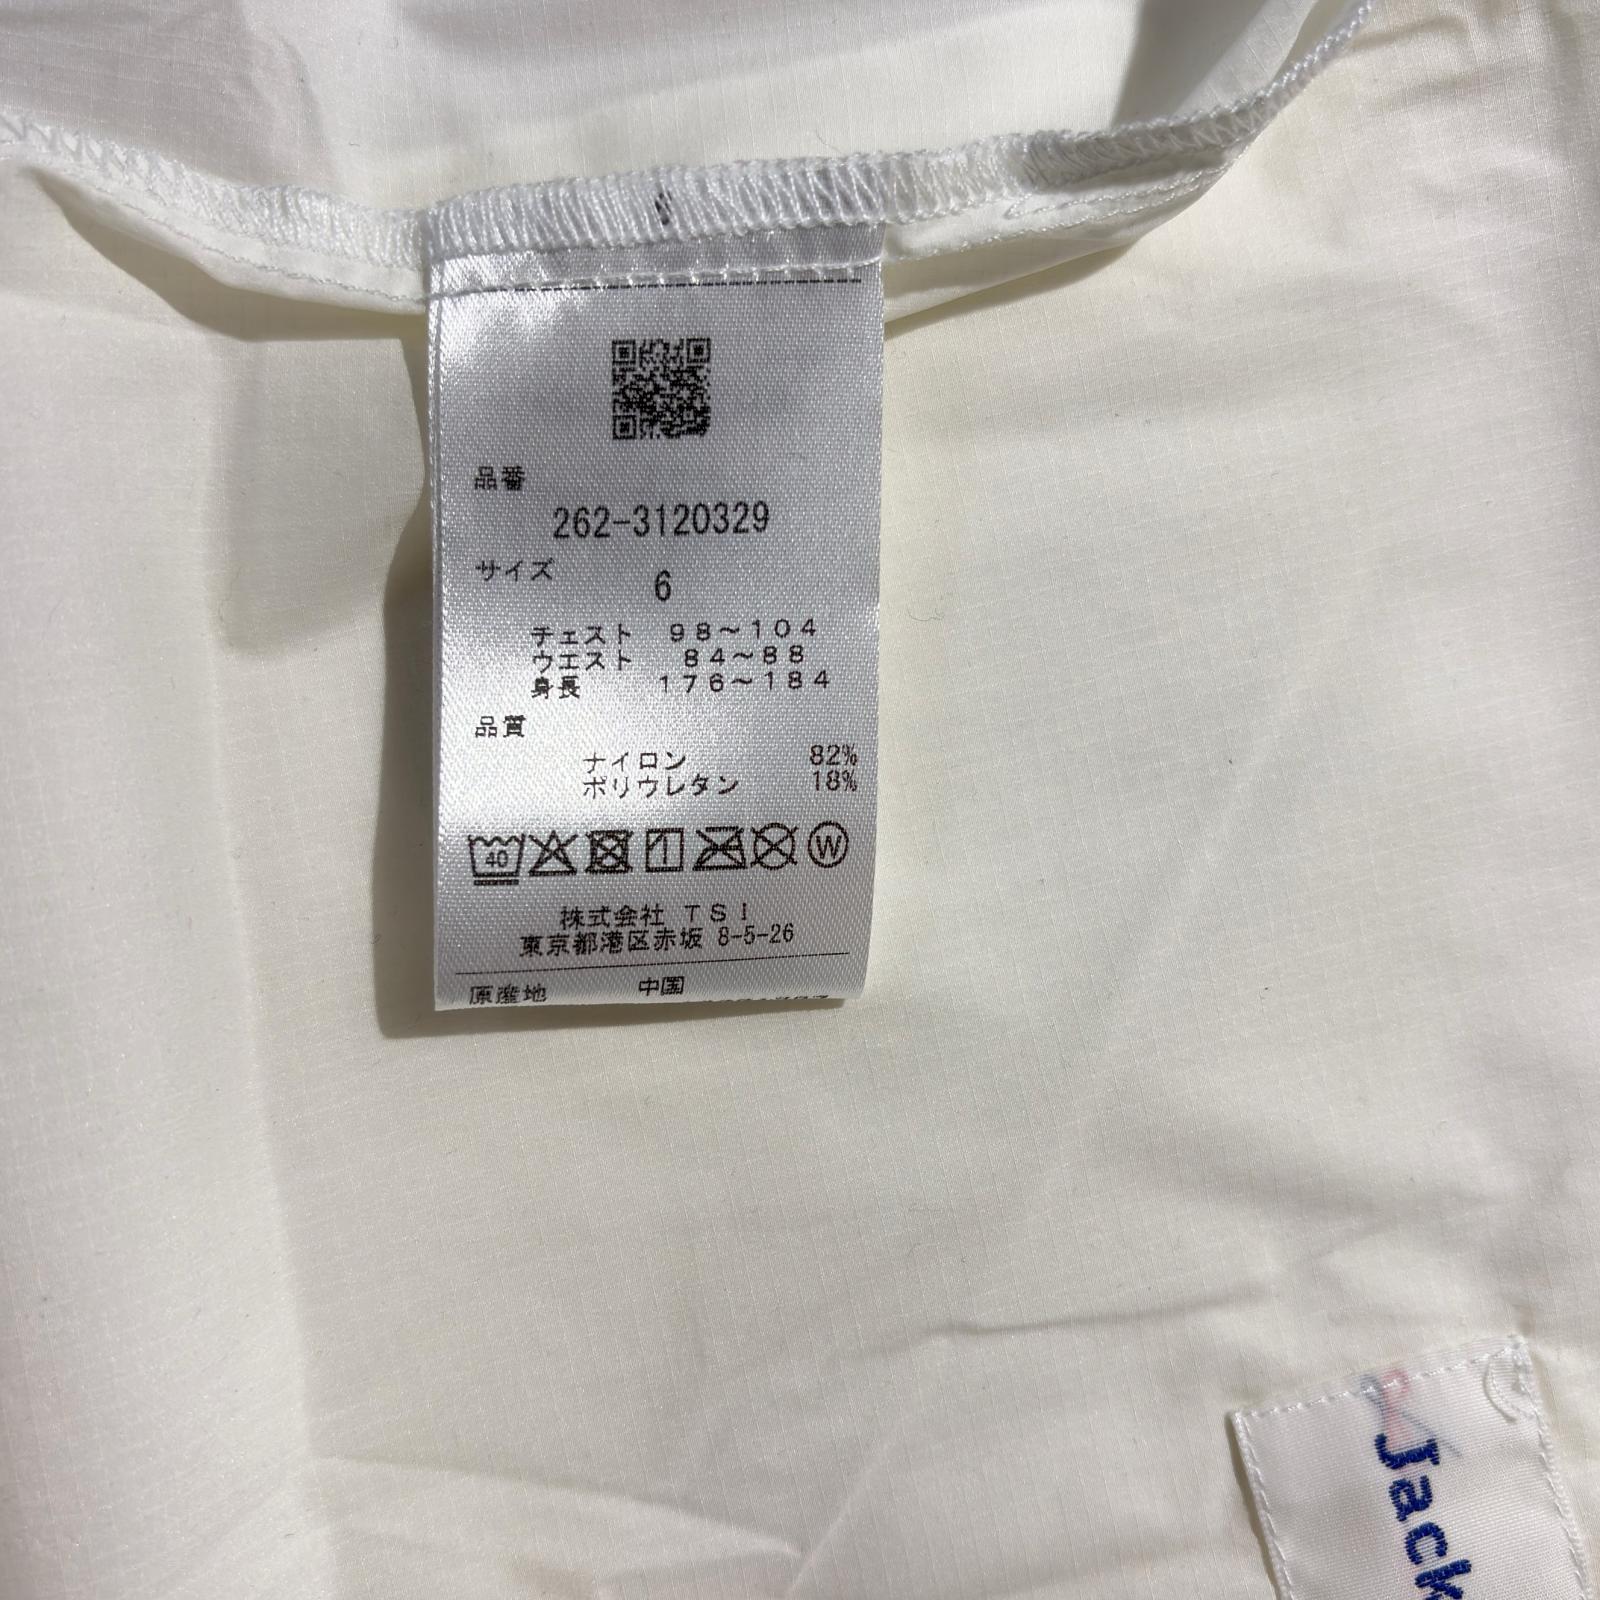 品番
262-3120329
サイズ 6
チェスト 98～104
ウエスト 84～88
身長 176～184
品質
ナイロン 82%
ポリウレタン 18%
40 1 W
株式会社 TSI
東京都港区赤坂 8-5-26
原産地 中国
Jack